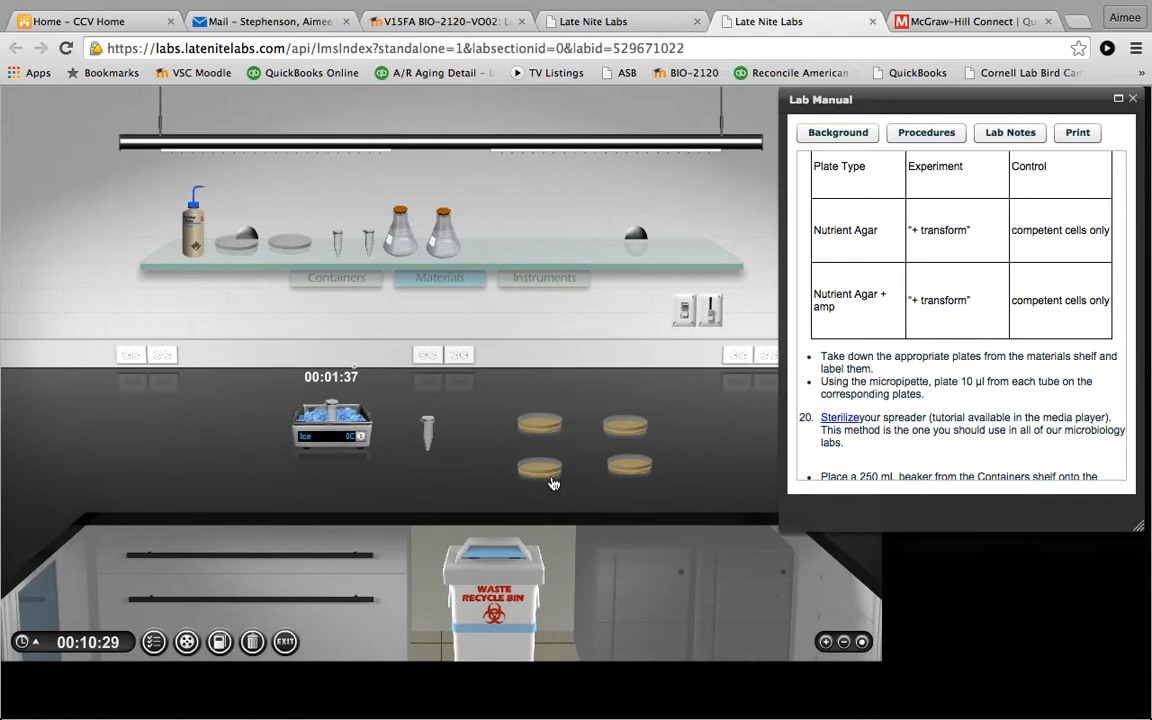 Home – CCV Home
Mail – Stephenson, Aimee
V15FA BIO-2120-VO02: L
Late Nite Labs
Late Nite Labs
McGraw-Hill Connect | Qu
Aimee
https://labs.latenitelabs.com/api/lmsIndex?standalone=1&labsectionid=0&labid=529671022
Apps
Bookmarks
VSC Moodle
QuickBooks Online
A/R Aging Detail –
TV Listings
ASB
BIO-2120
Reconcile American
QuickBooks
Cornell Lab Bird Can
»
Lab Manual
Background
Procedures
Lab Notes
Print
Plate Type
Experiment
Control
Nutrient Agar
"+ transform"
competent cells only
Nutrient Agar +
amp
"+ transform"
competent cells only
• Take down the appropriate plates from the materials shelf and
label them.
• Using the micropipette, plate 10 µl from each tube on the
corresponding plates.
20. Sterilizeyour spreader (tutorial available in the media player).
This method is the one you should use in all of our microbiology
labs.
• Place a 250 mL beaker from the Containers shelf onto the
Containers
Materials
Instruments
00:01:37
Ice
0C
WASTE
RECYCLE BIN
00:10:29
EXIT